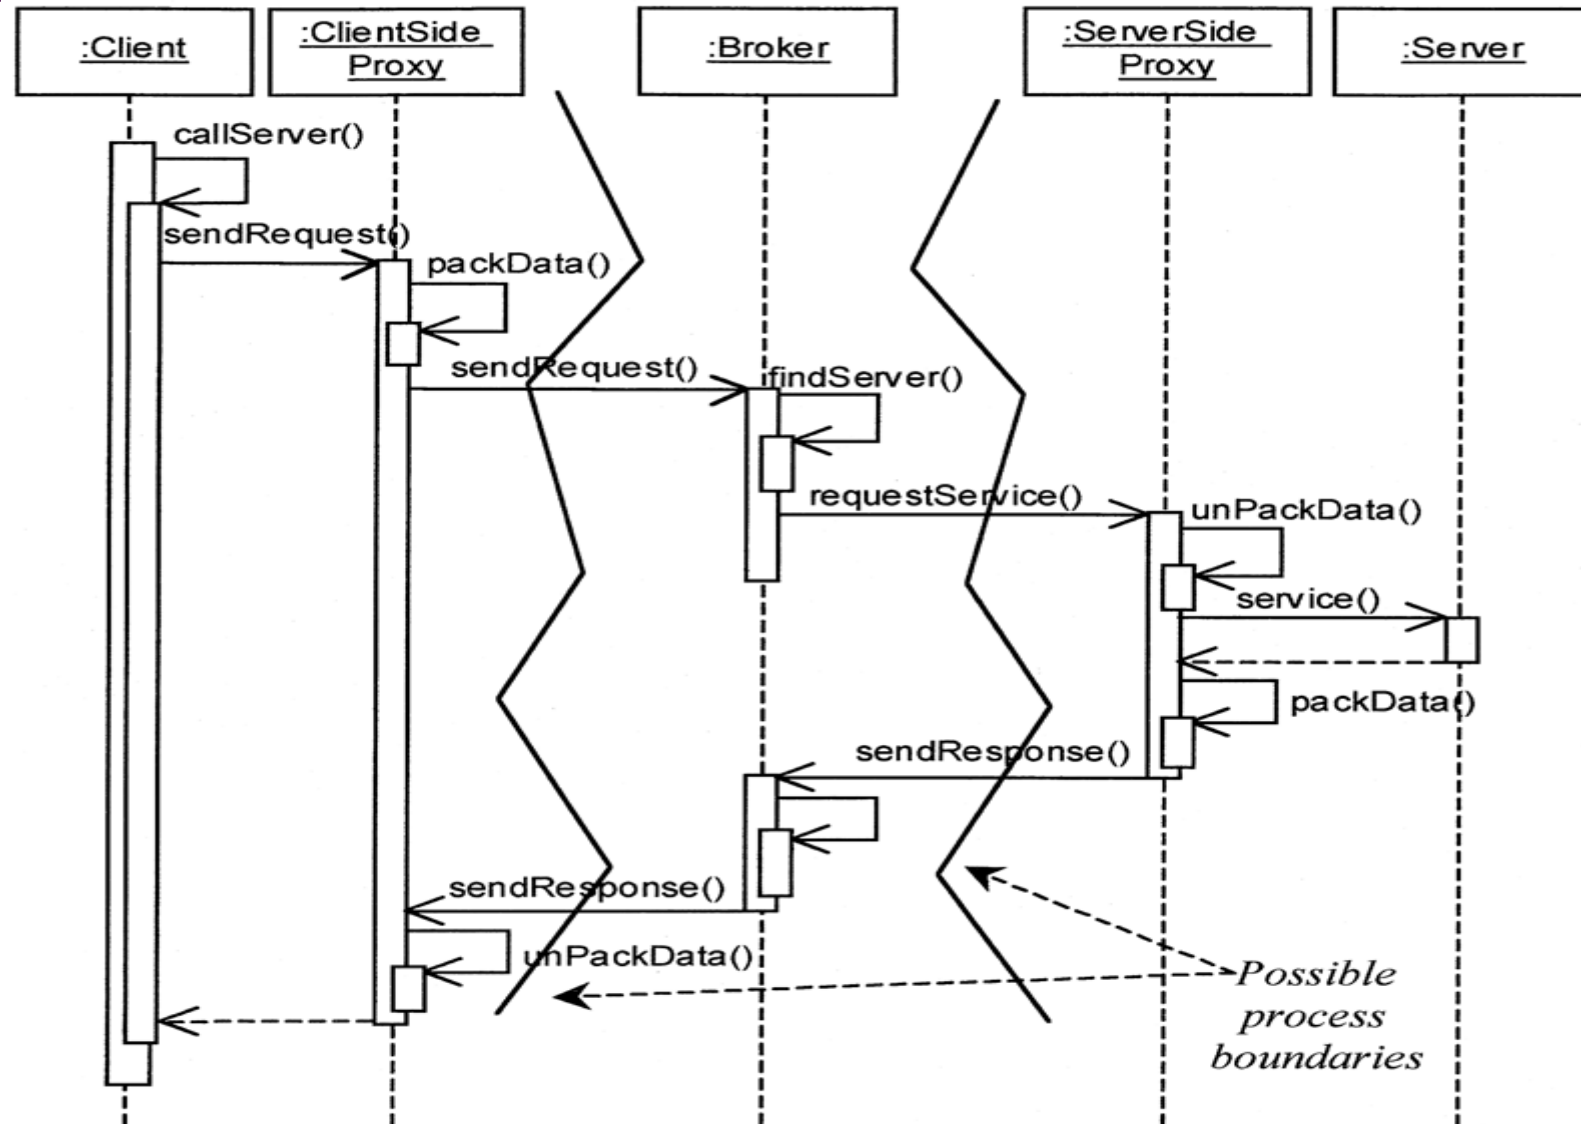 :Client
:ClientSide
Proxy
:Broker
:ServerSide
Proxy
:Server
callServer()
sendRequest()
packData()
sendRequest()
findServer()
requestService()
unPackData()
service()
packData()
sendResponse()
sendResponse()
unPackData()
Possible
process
boundaries